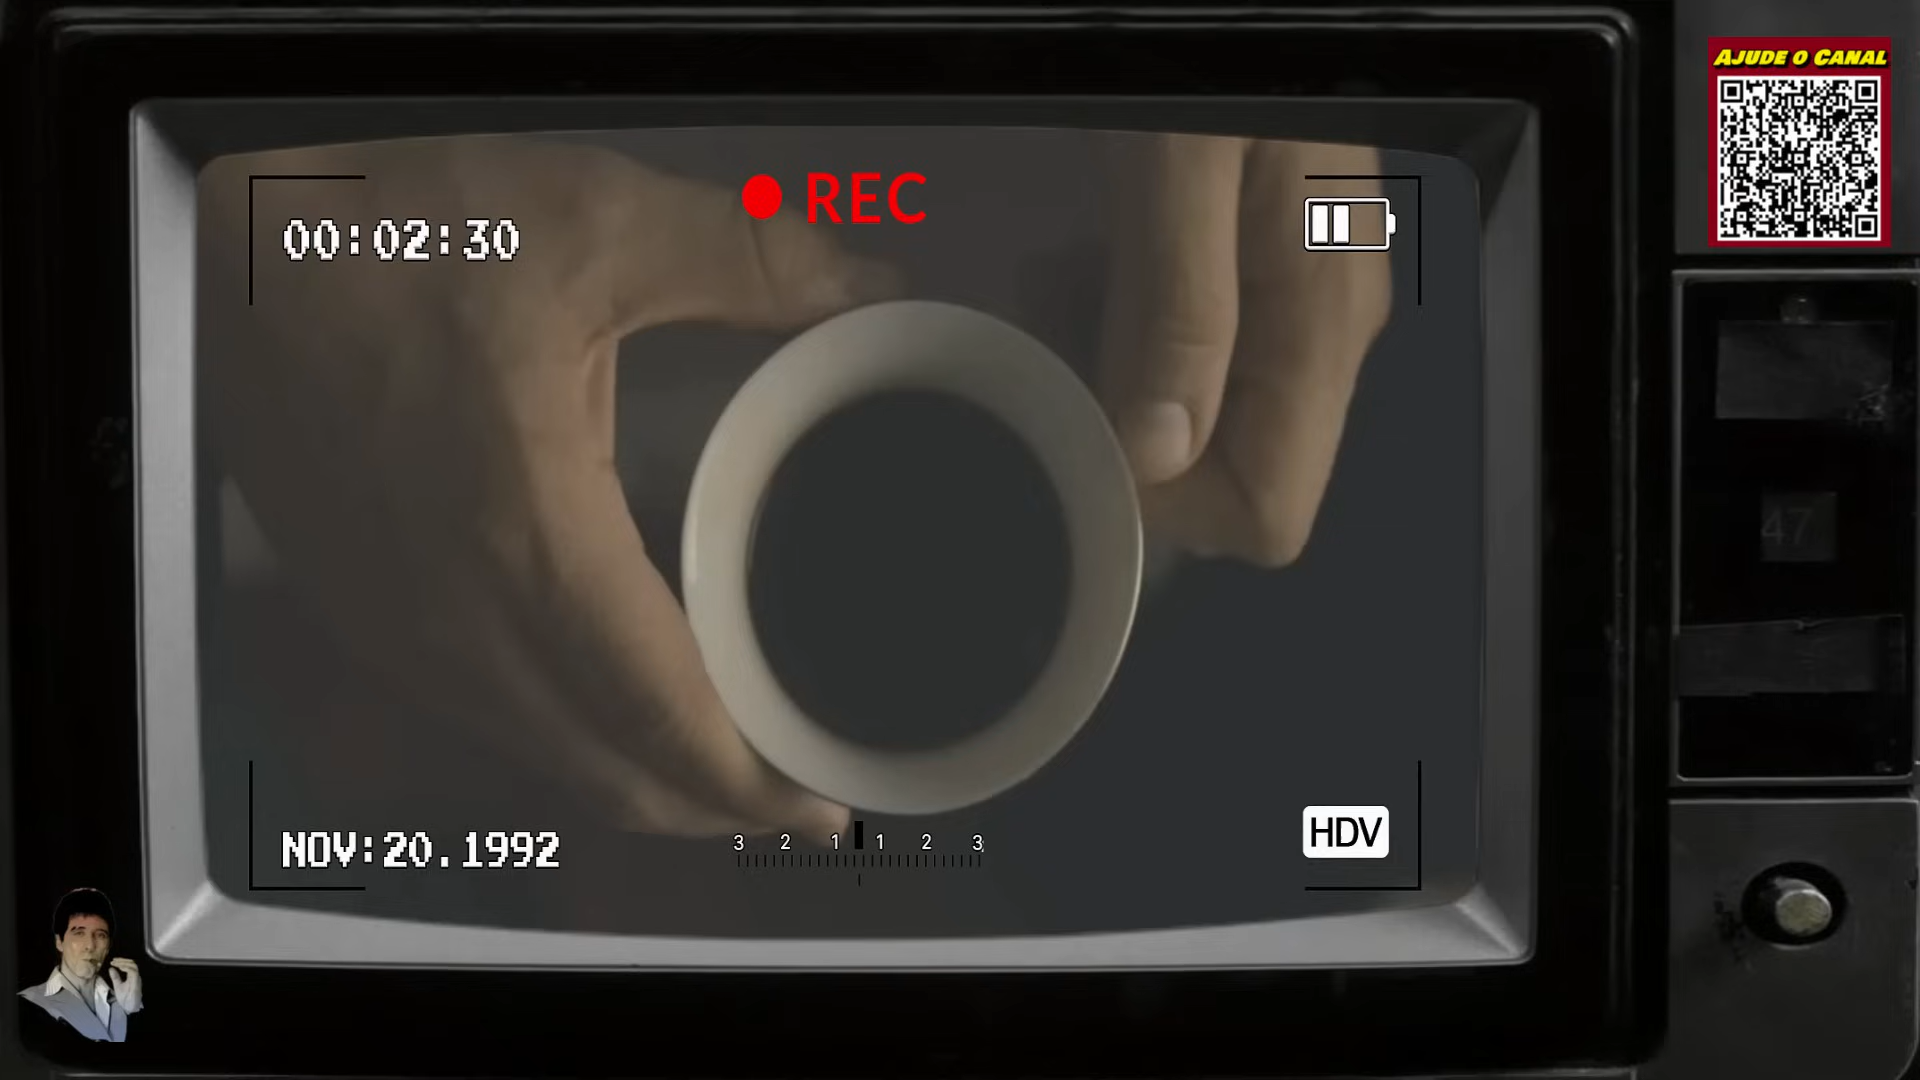 AJUDE O CANAL
REC
00:02:30
47
NOV:20.1992
3 2 1 1 2 3
HDV